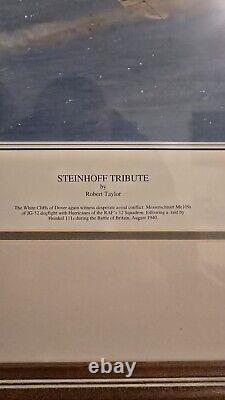 STEINHOFF TRIBUTE
by
Robert Taylor
The White Cliffs of Dover again witness desperate aerial conflict: Messerschmitt Me109s
of JG-52 dogfight with Hurricanes of the RAF's 32 Squadron, following a raid by
Heinkel 111s during the Battle of Britain, August 1940.
© ebay